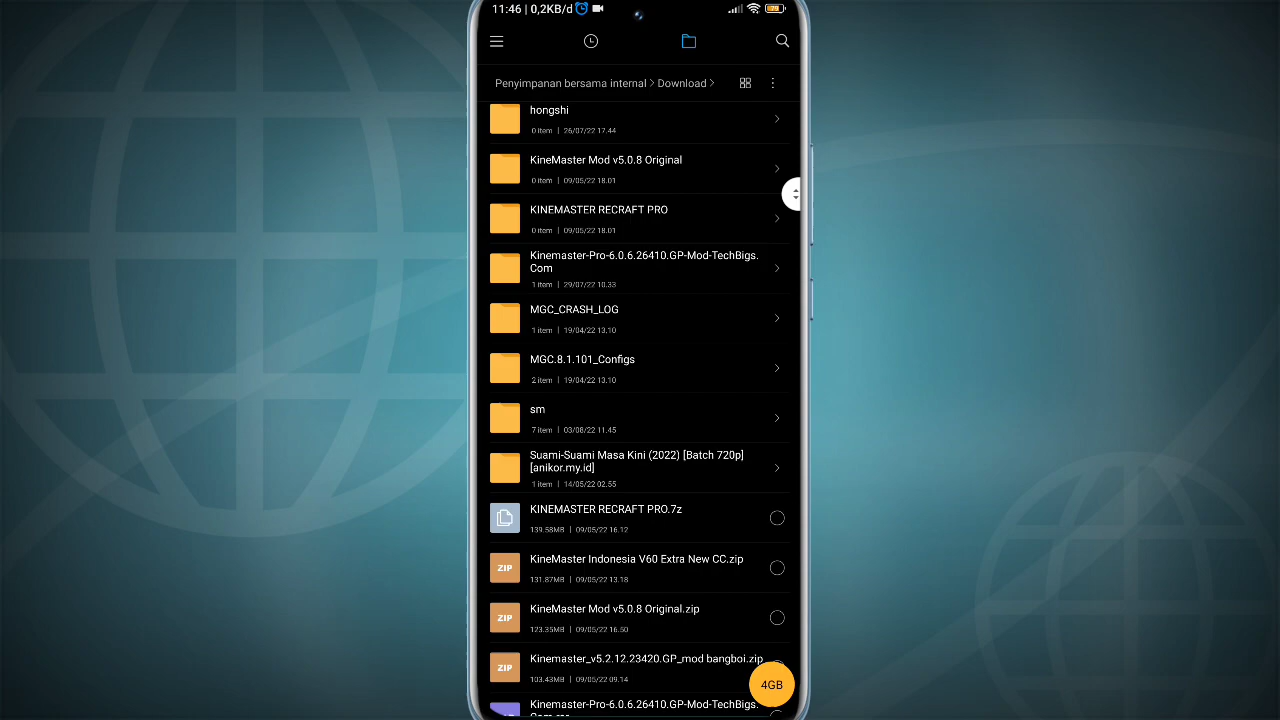 11:46 | 0,2KB/d
Penyimpanan bersama internal > Download >
hongshi
0 item | 26/07/22 17.44
KineMaster Mod v5.0.8 Original
0 item | 09/05/22 18.01
KINEMASTER RECRAFT PRO
0 item | 09/05/22 18.01
Kinemaster-Pro-6.0.6.26410.GP-Mod-TechBigs.
Com
1 item | 29/07/22 10.33
MGC_CRASH_LOG
1 item | 19/04/22 13.10
MGC.8.1.101_Configs
2 item | 19/04/22 13.10
sm
7 item | 03/08/22 11.45
Suami-Suami Masa Kini (2022) [Batch 720p]
[anikor.my.id]
1 item | 14/05/22 02.55
KINEMASTER RECRAFT PRO.7z
139.58MB | 09/05/22 16.12
ZIP
KineMaster Indonesia V60 Extra New CC.zip
131.87MB | 09/05/22 13.18
ZIP
KineMaster Mod v5.0.8 Original.zip
123.35MB | 09/05/22 16.50
ZIP
Kinemaster_v5.2.12.23420.GP_mod bangboi.zip
103.43MB | 09/05/22 09.14
4GB
Kinemaster-Pro-6.0.6.26410.GP-Mod-TechBigs.